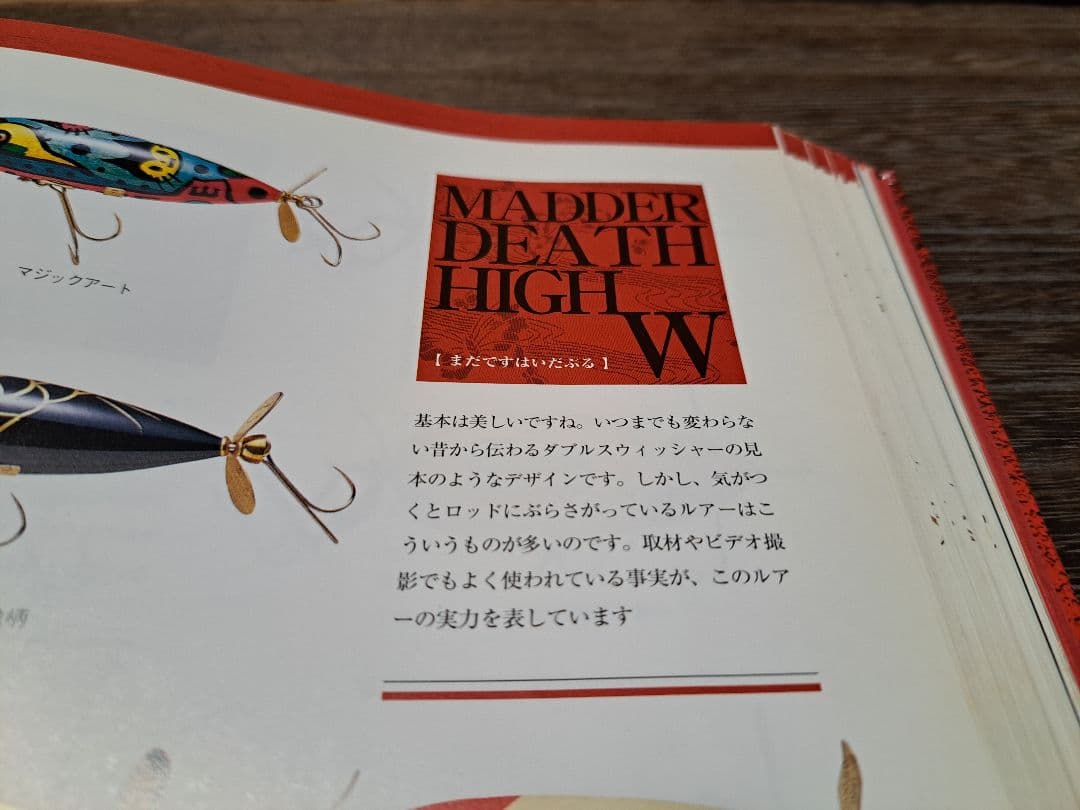 マジックアート
MADDER
DEATH
HIGH
W
【 まだですはいだぶる 】
基本は美しいですね。いつまでも変わらな
い昔から伝わるダブルスウィッシャーの見
本のようなデザインです。しかし、気がつ
くとロッドにぶらさがっているルアーはこ
ういうものが多いのです。取材やビデオ撮
影でもよく使われている事実が、このルア
ーの実力を表しています
柄